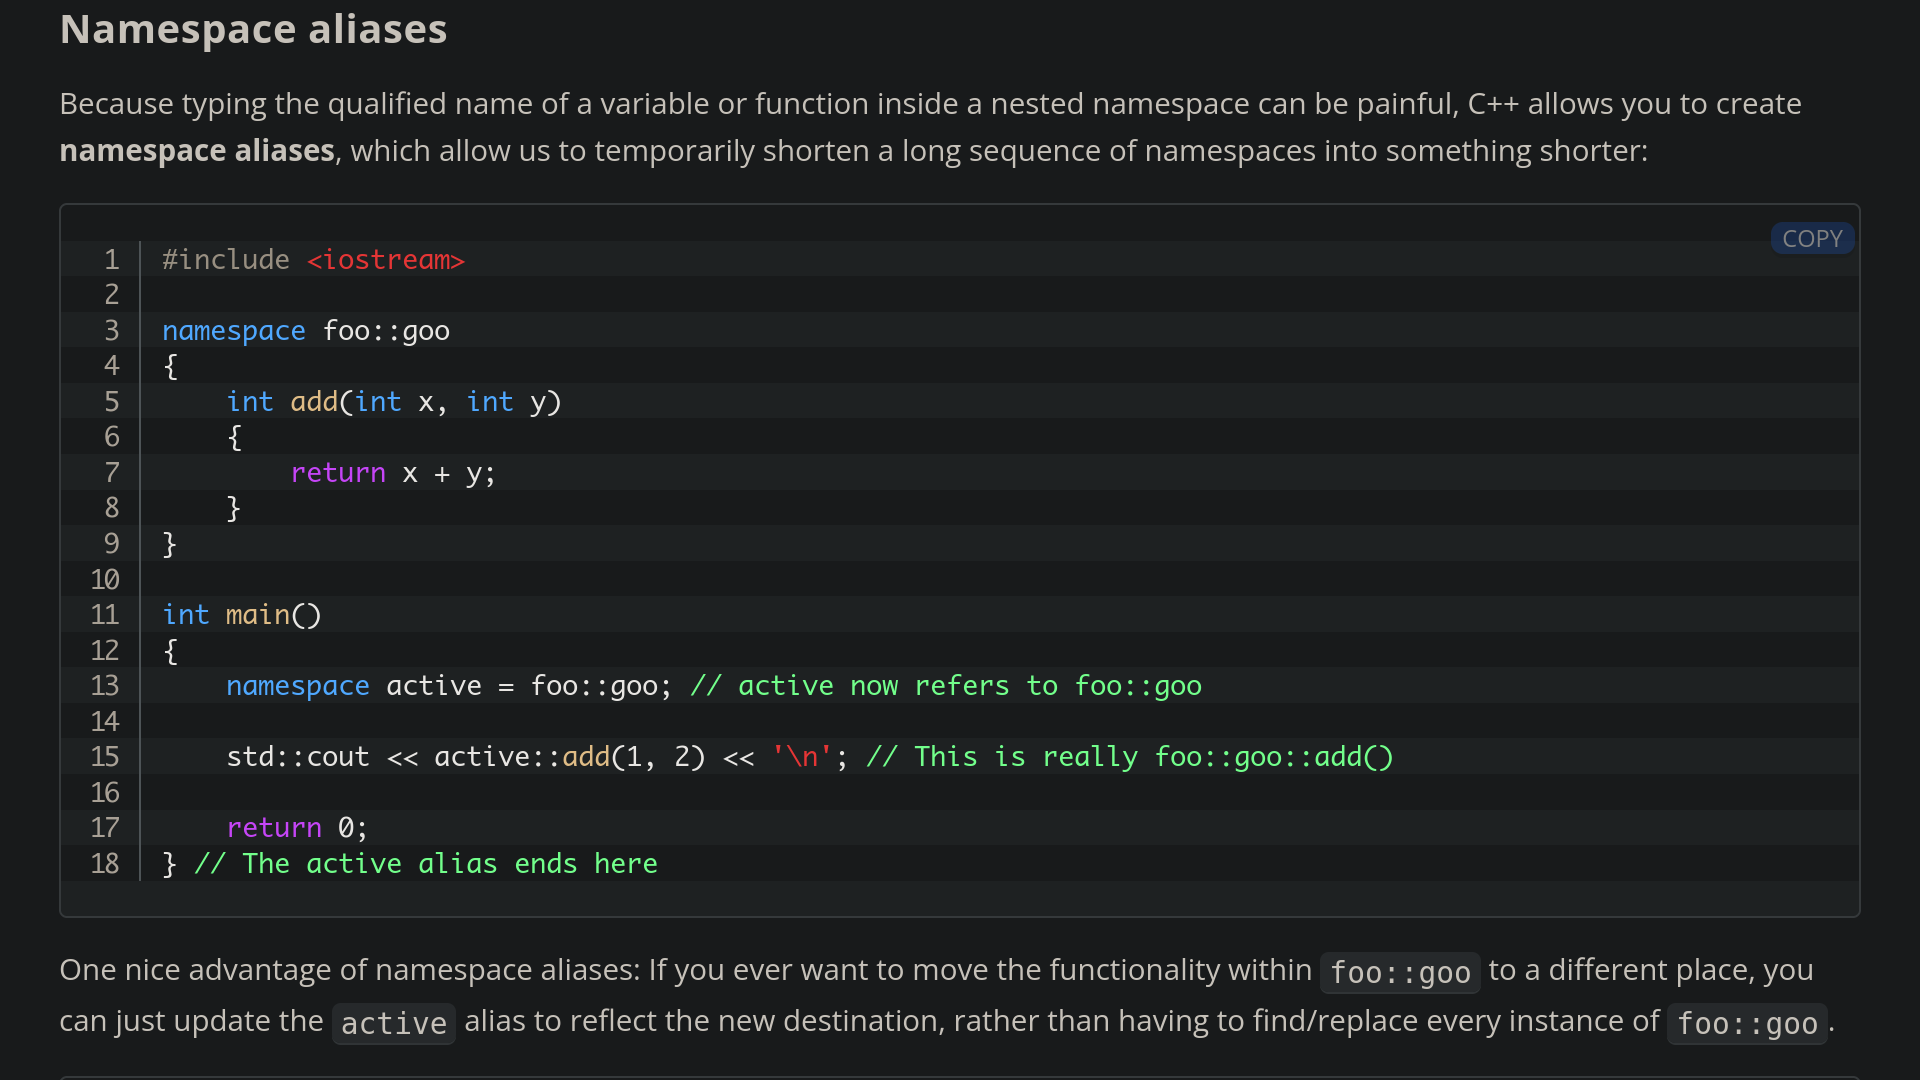 Namespace aliases
Because typing the qualified name of a variable or function inside a nested namespace can be painful, C++ allows you to create
namespace aliases, which allow us to temporarily shorten a long sequence of namespaces into something shorter:
COPY
1 #include <iostream>
2
3 namespace foo::goo
4 {
5     int add(int x, int y)
6     {
7         return x + y;
8     }
9 }
10
11 int main()
12 {
13     namespace active = foo::goo; // active now refers to foo::goo
14
15     std::cout << active::add(1, 2) << '\n'; // This is really foo::goo::add()
16
17     return 0;
18 } // The active alias ends here
One nice advantage of namespace aliases: If you ever want to move the functionality within foo::goo to a different place, you
can just update the active alias to reflect the new destination, rather than having to find/replace every instance of foo::goo.